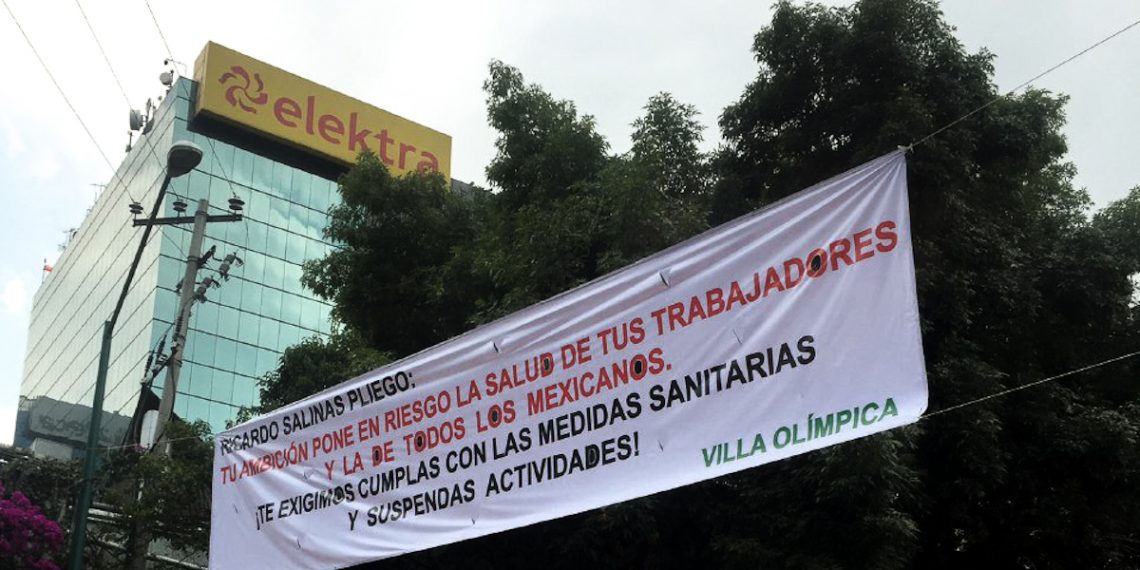 elektra
RICARDO SALINAS PLIEGO:
TU AMBICIÓN PONE EN RIESGO LA SALUD DE TUS TRABAJADORES
Y LA DE TODOS LOS MEXICANOS.
¡TE EXIGIMOS CUMPLAS CON LAS MEDIDAS SANITARIAS
Y SUSPENDAS ACTIVIDADES!
VILLA OLÍMPICA